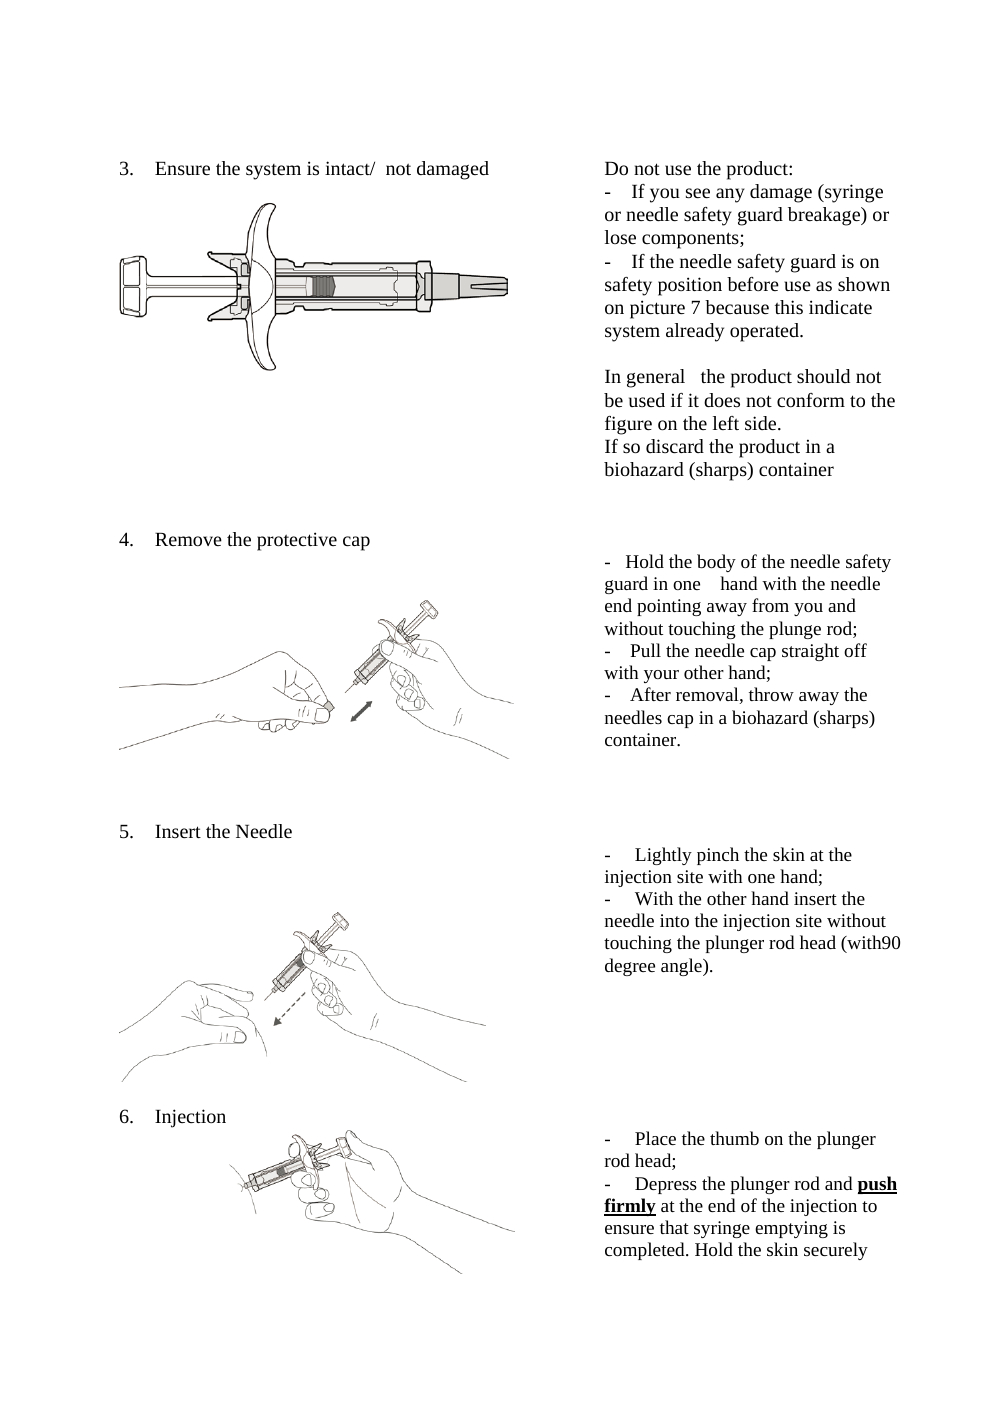 3. Ensure the system is intact/ not damaged
Do not use the product:
- If you see any damage (syringe
or needle safety guard breakage) or
lose components;
- If the needle safety guard is on
safety position before use as shown
on picture 7 because this indicate
system already operated.
In general the product should not
be used if it does not conform to the
figure on the left side.
If so discard the product in a
biohazard (sharps) container
4. Remove the protective cap
- Hold the body of the needle safety
guard in one hand with the needle
end pointing away from you and
without touching the plunge rod;
- Pull the needle cap straight off
with your other hand;
- After removal, throw away the
needles cap in a biohazard (sharps)
container.
5. Insert the Needle
- Lightly pinch the skin at the
injection site with one hand;
- With the other hand insert the
needle into the injection site without
touching the plunger rod head (with90
degree angle).
6. Injection
- Place the thumb on the plunger
rod head;
- Depress the plunger rod and push
firmly at the end of the injection to
ensure that syringe emptying is
completed. Hold the skin securely